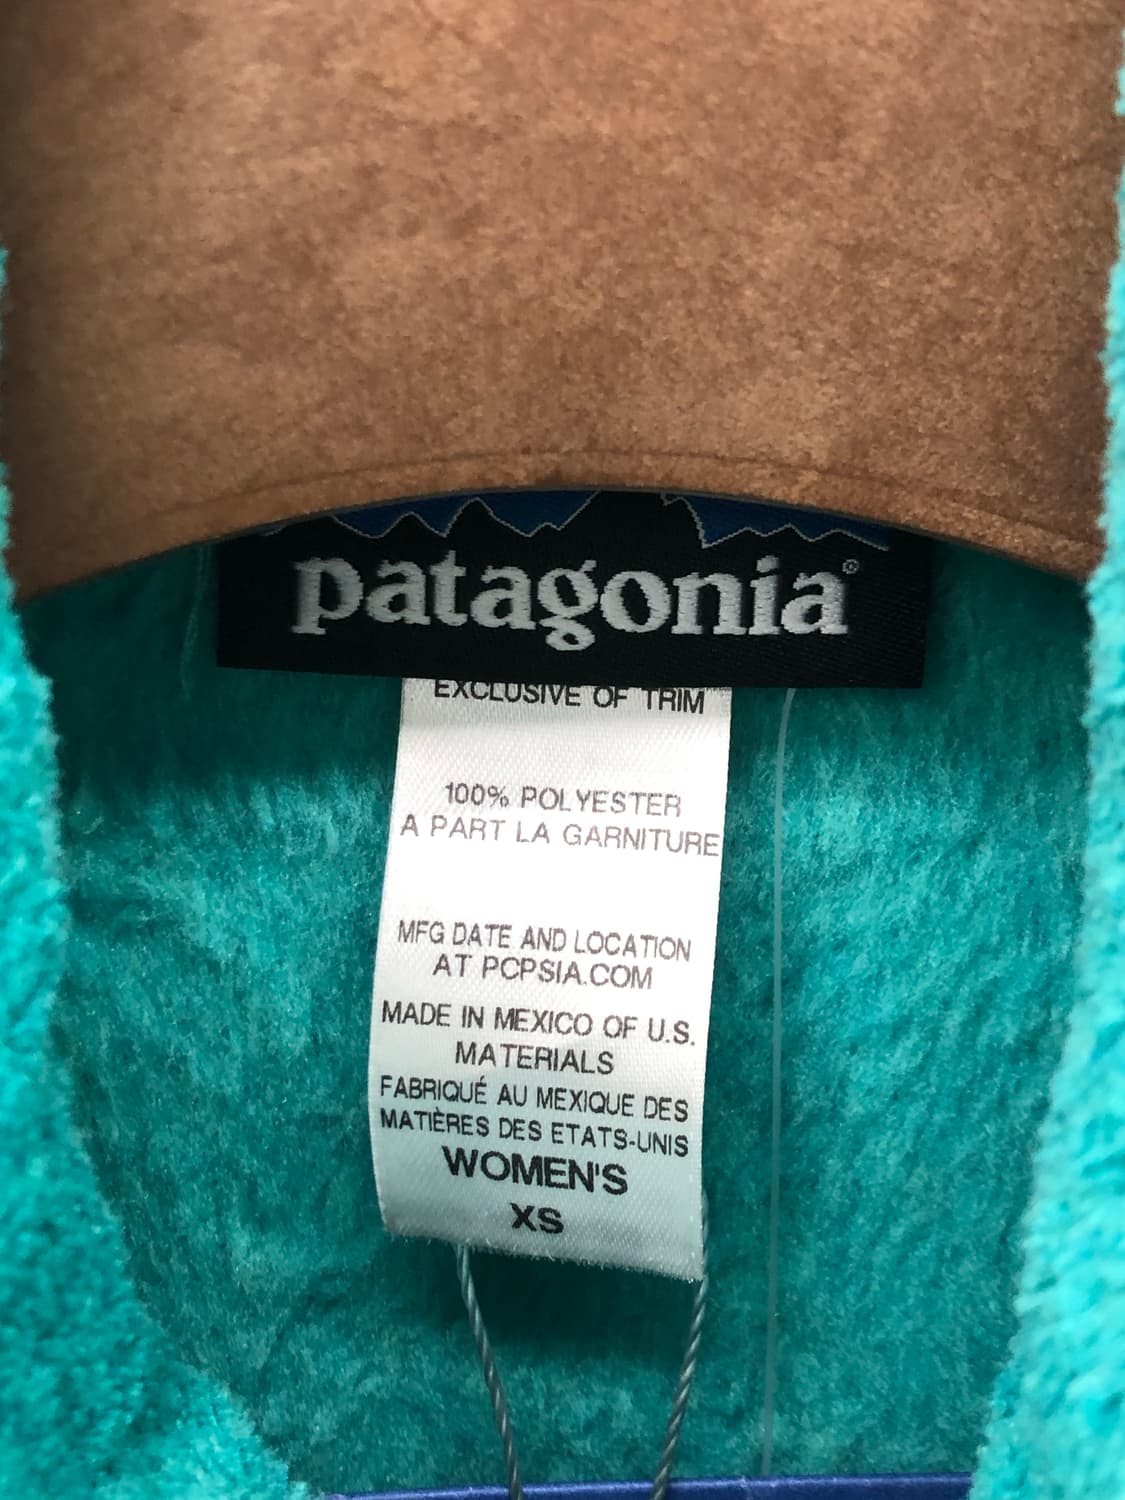 patagonia®
EXCLUSIVE OF TRIM
100% POLYESTER
A PART LA GARNITURE
MFG DATE AND LOCATION
AT PCPSIA.COM
MADE IN MEXICO OF U.S.
MATERIALS
FABRIQUÉ AU MEXIQUE DES
MATIÈRES DES ETATS-UNIS
WOMEN'S
XS